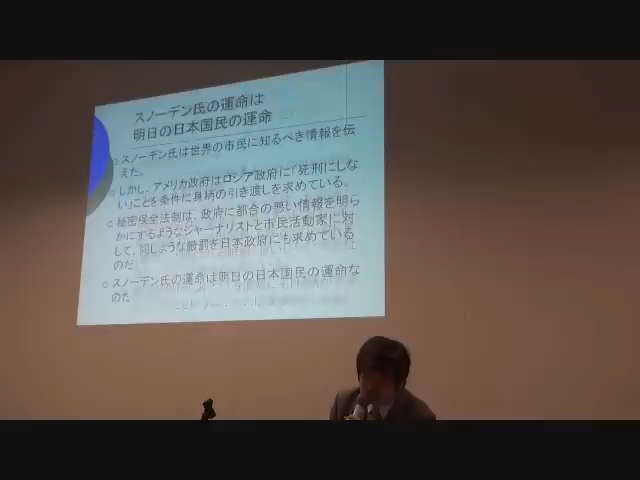 スノーデン氏の運命は
明日の日本国民の運命
○ スノーデン氏は世界の市民に知るべき情報を伝
えた。
○ しかし、アメリカ政府はロシア政府に「死刑にしな
い」ことを条件に身柄の引き渡しを求めている。
○ 秘密保全法制は、政府に都合の悪い情報を明ら
かにするようなジャーナリストと市民活動家に対
して、同じような厳罰を日本政府にも求めている
のだ
○ スノーデン氏の運命は明日の日本国民の運命な
のだ